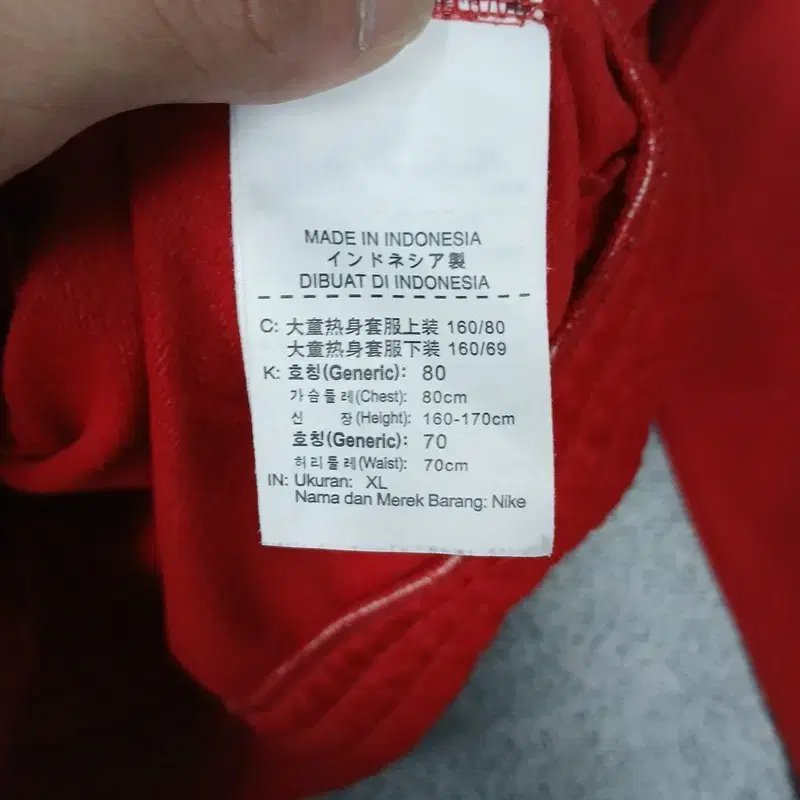 MADE IN INDONESIA
インドネシア製
DIBUAT DI INDONESIA
C: 大童热身套服上装 160/80
大童热身套服下装 160/69
K: 호칭(Generic): 80
가슴둘레(Chest): 80cm
신 장(Height): 160-170cm
호칭(Generic): 70
허리둘레(Waist): 70cm
IN: Ukuran: XL
Nama dan Merek Barang: Nike